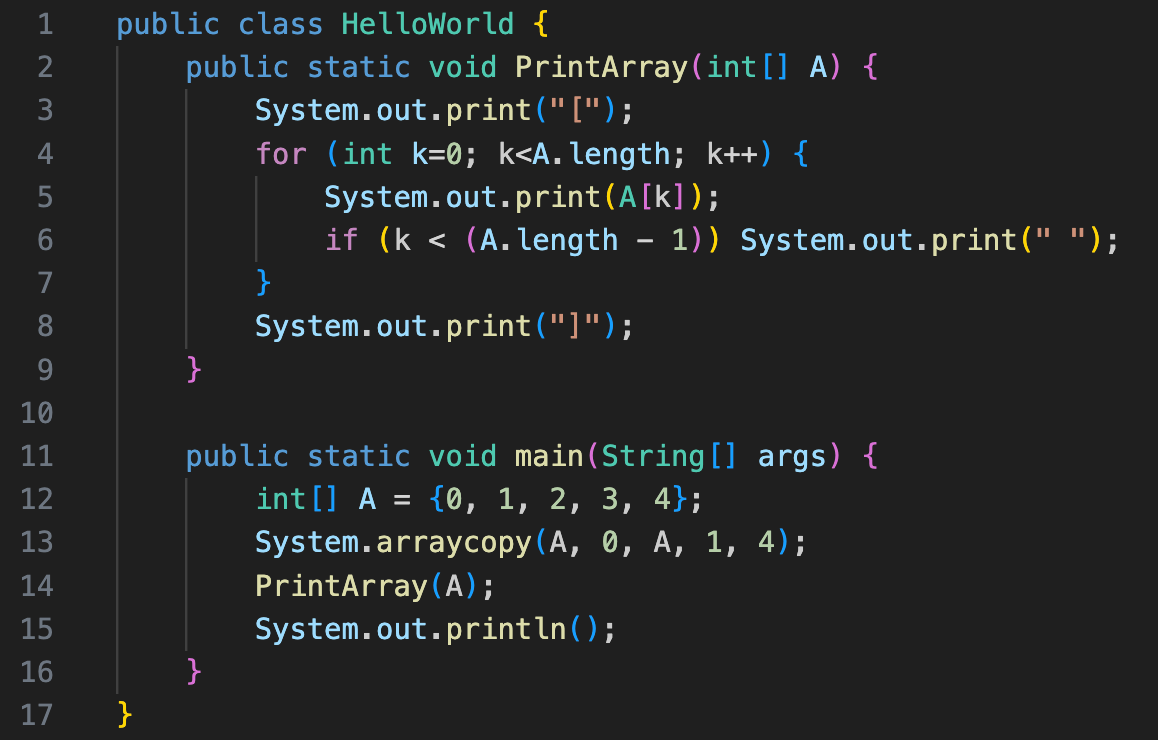 1 public class HelloWorld {
2     public static void PrintArray(int[] A) {
3         System.out.print("[");
4         for (int k=0; k<A.length; k++) {
5             System.out.print(A[k]);
6             if (k < (A.length - 1)) System.out.print(" ");
7         }
8         System.out.print("]");
9     }
10
11     public static void main(String[] args) {
12         int[] A = {0, 1, 2, 3, 4};
13         System.arraycopy(A, 0, A, 1, 4);
14         PrintArray(A);
15         System.out.println();
16     }
17 }